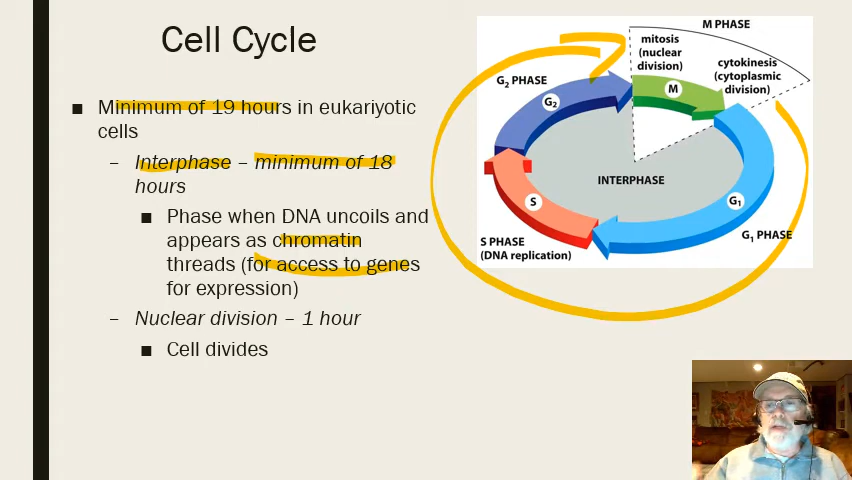 Cell Cycle
■ Minimum of 19 hours in eukariyotic
cells
– Interphase – minimum of 18
hours
■ Phase when DNA uncoils and
appears as chromatin
threads (for access to genes
for expression)
– Nuclear division – 1 hour
■ Cell divides
M PHASE
mitosis
(nuclear
division)
cytokinesis
(cytoplasmic
division)
G₂ PHASE
G₂
M
INTERPHASE
S
G₁
S PHASE
(DNA replication)
G₁ PHASE